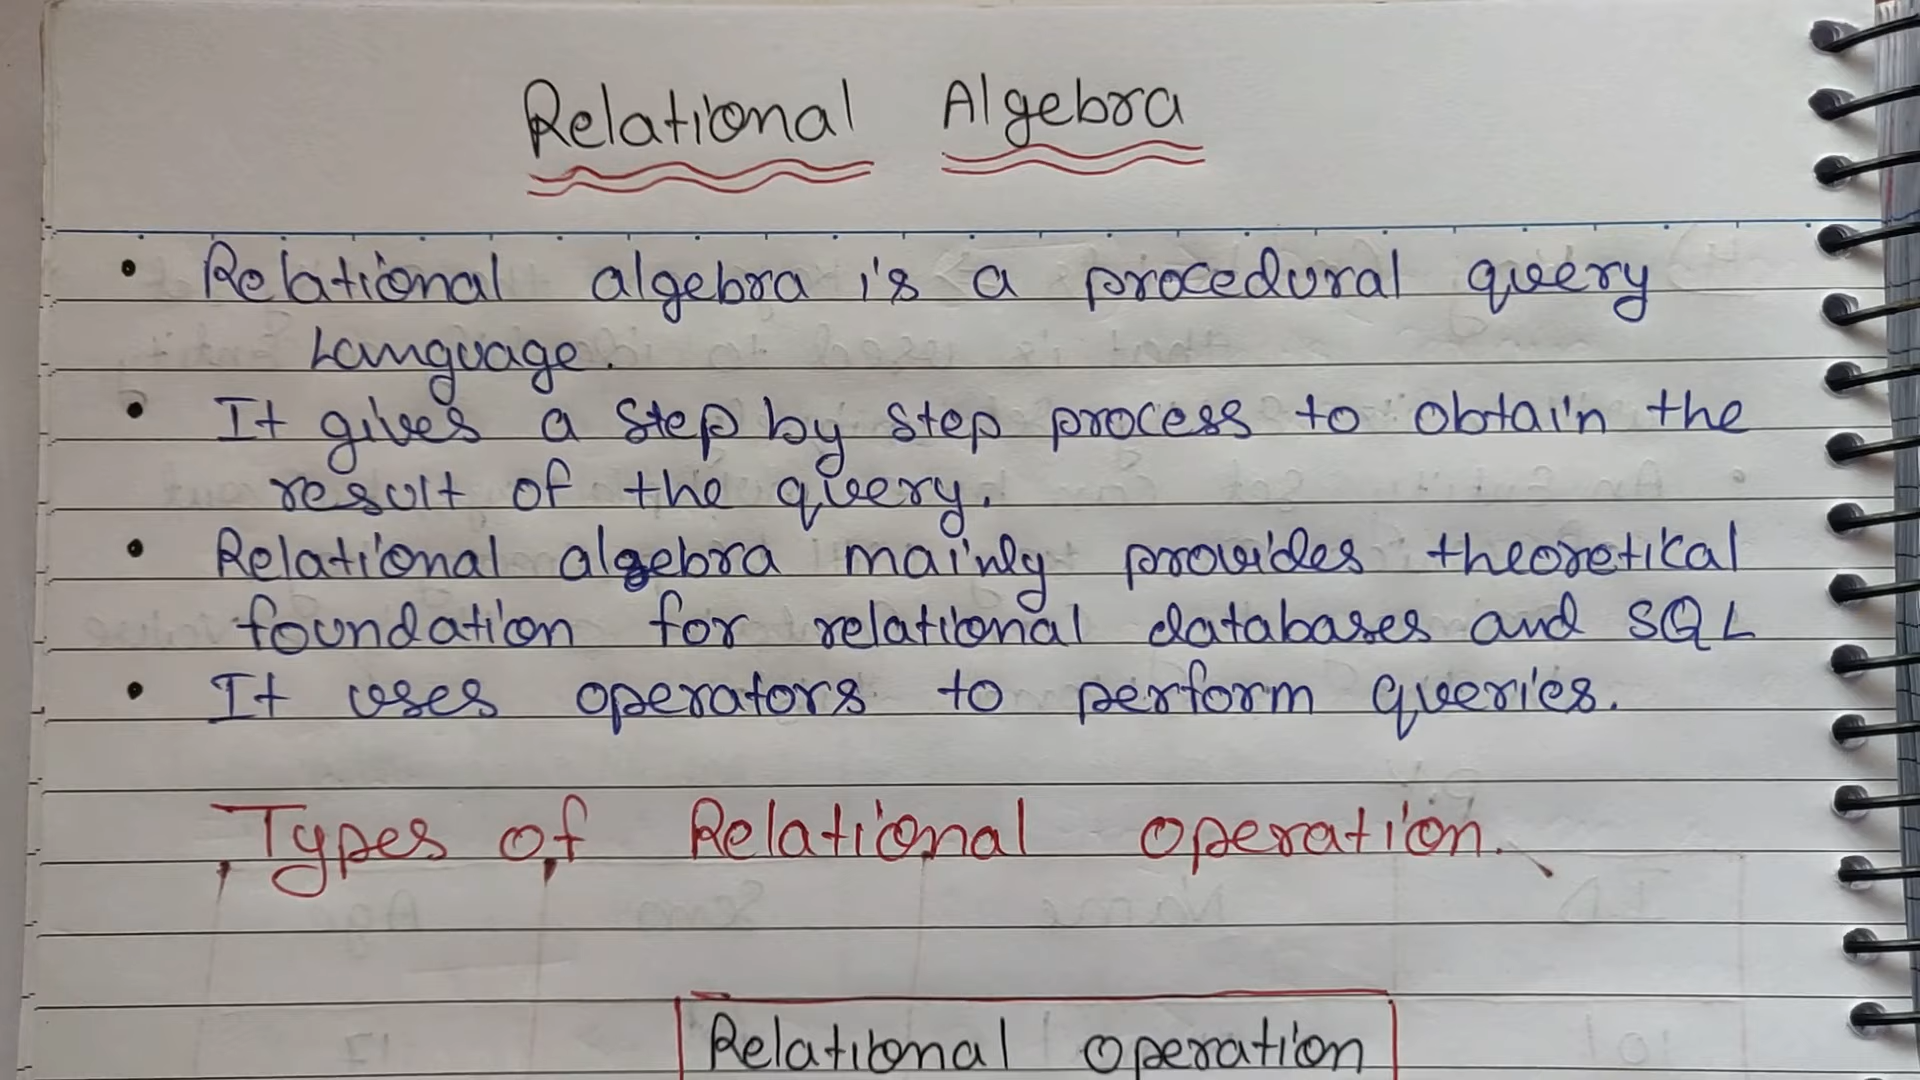 Relational Algebra
• Relational algebra is a procedural query
Language.
• It gives a step by step process to obtain the
result of the query.
• Relational algebra mainly provides theoretical
foundation for relational databases and SQL
• It uses operators to perform queries.
Types of Relational operation.
Relational operation